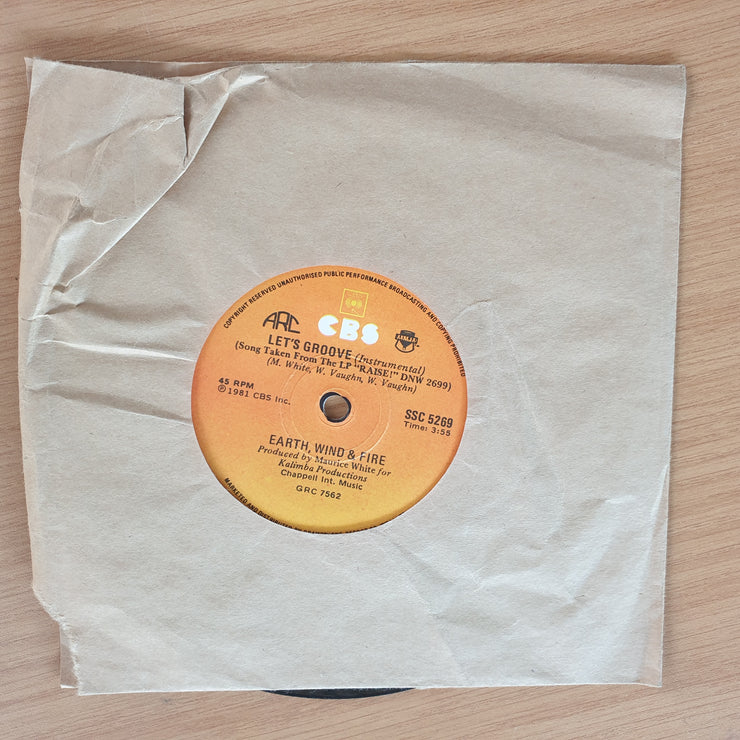 COPYRIGHT RESERVED UNAUTHORISED PUBLIC PERFORMANCE BROADCASTING AND COPYING PROHIBITED
ARC
CBS
LET'S GROOVE (Instrumental)
(Song Taken From The LP "RAISE!" DNW 2699)
(M. White, W. Vaughn, W. Vaughn)
45 RPM
℗ 1981 CBS Inc.
SSC 5269
Time: 3:55
EARTH, WIND & FIRE
Produced by Maurice White for
Kalimba Productions
Chappell Int. Music
GRC 7562
MARKETED AND